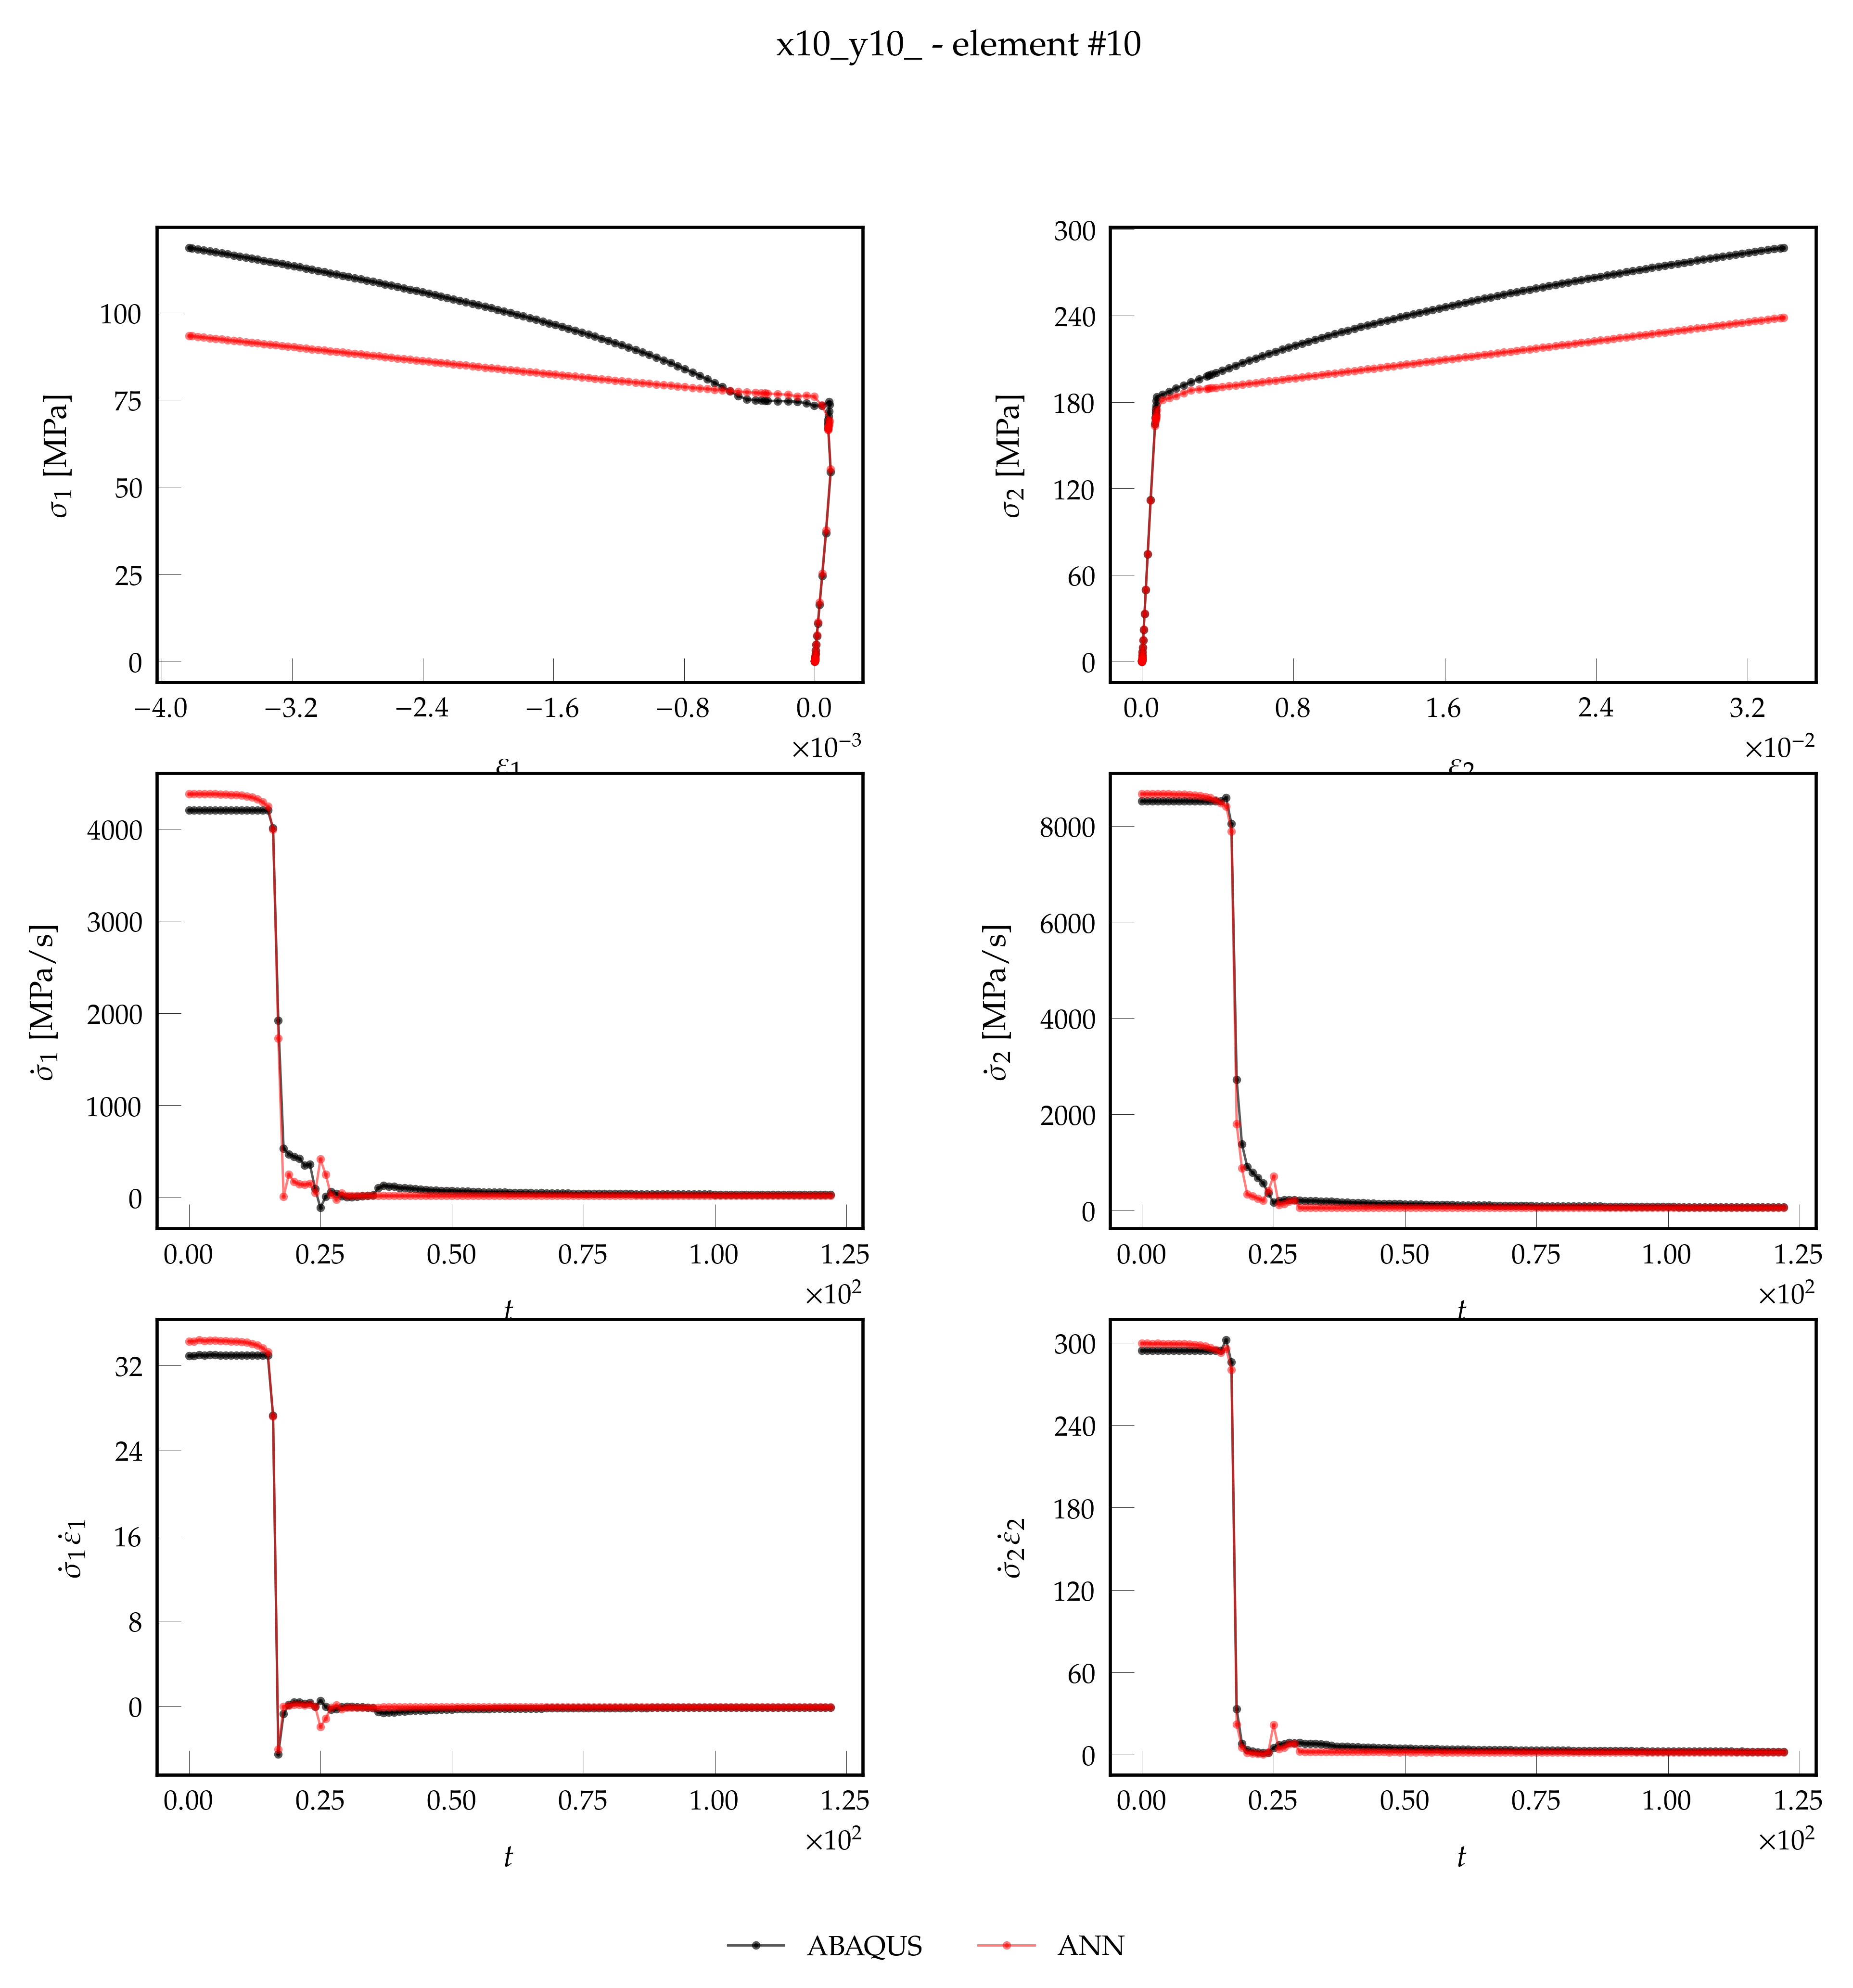 x10_y10_ - element #10
σ1 [MPa]
100
75
50
25
0
−4.0 −3.2 −2.4 −1.6 −0.8 0.0
×10−3
ε1
σ2 [MPa]
300
240
180
120
60
0
0.0 0.8 1.6 2.4 3.2
×10−2
ε2
σ̇1 [MPa/s]
4000
3000
2000
1000
0
0.00 0.25 0.50 0.75 1.00 1.25
×10²
t
σ̇2 [MPa/s]
8000
6000
4000
2000
0
0.00 0.25 0.50 0.75 1.00 1.25
×10²
t
σ̇1ε̇1
32
24
16
8
0
0.00 0.25 0.50 0.75 1.00 1.25
×10²
t
σ̇2ε̇2
300
240
180
120
60
0
0.00 0.25 0.50 0.75 1.00 1.25
×10²
t
ABAQUS ANN